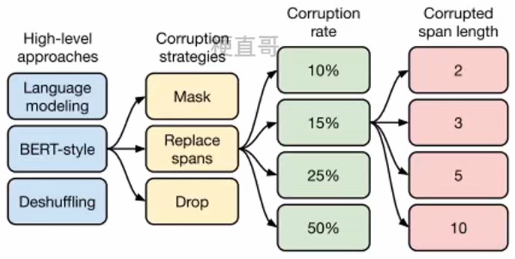 High-level
approaches
Language
modeling
BERT-style
Deshuffling
Corruption
strategies
Mask
Replace
spans
Drop
Corruption
rate
10%
15%
25%
50%
Corrupted
span length
2
3
5
10
梗直哥